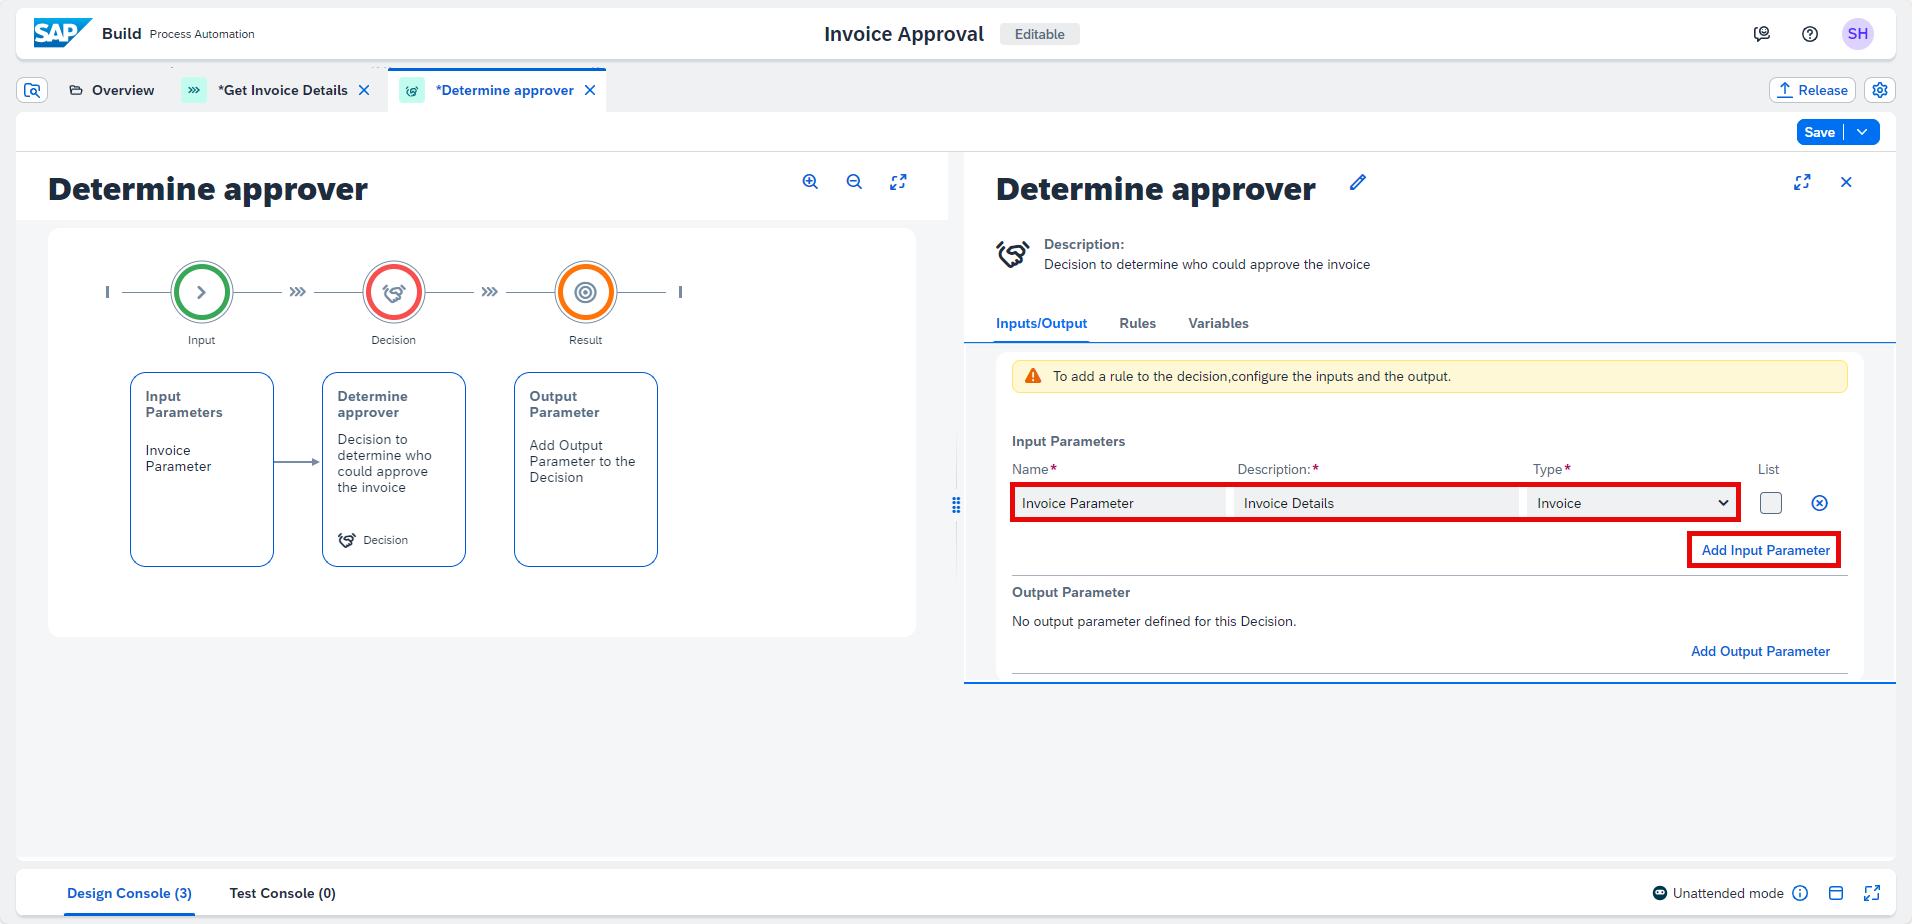 SAP Build Process Automation
Invoice Approval Editable
SH
Overview
*Get Invoice Details
*Determine approver
Release
Save
Determine approver
Input
Decision
Result
Input
Parameters
Invoice
Parameter
Determine
approver
Decision to
determine who
could approve
the invoice
Decision
Output
Parameter
Add Output
Parameter to the
Decision
Determine approver
Description:
Decision to determine who could approve the invoice
Inputs/Output Rules Variables
To add a rule to the decision,configure the inputs and the output.
Input Parameters
Name* Description:* Type* List
Invoice Parameter Invoice Details Invoice
Add Input Parameter
Output Parameter
No output parameter defined for this Decision.
Add Output Parameter
Design Console (3) Test Console (0)
Unattended mode